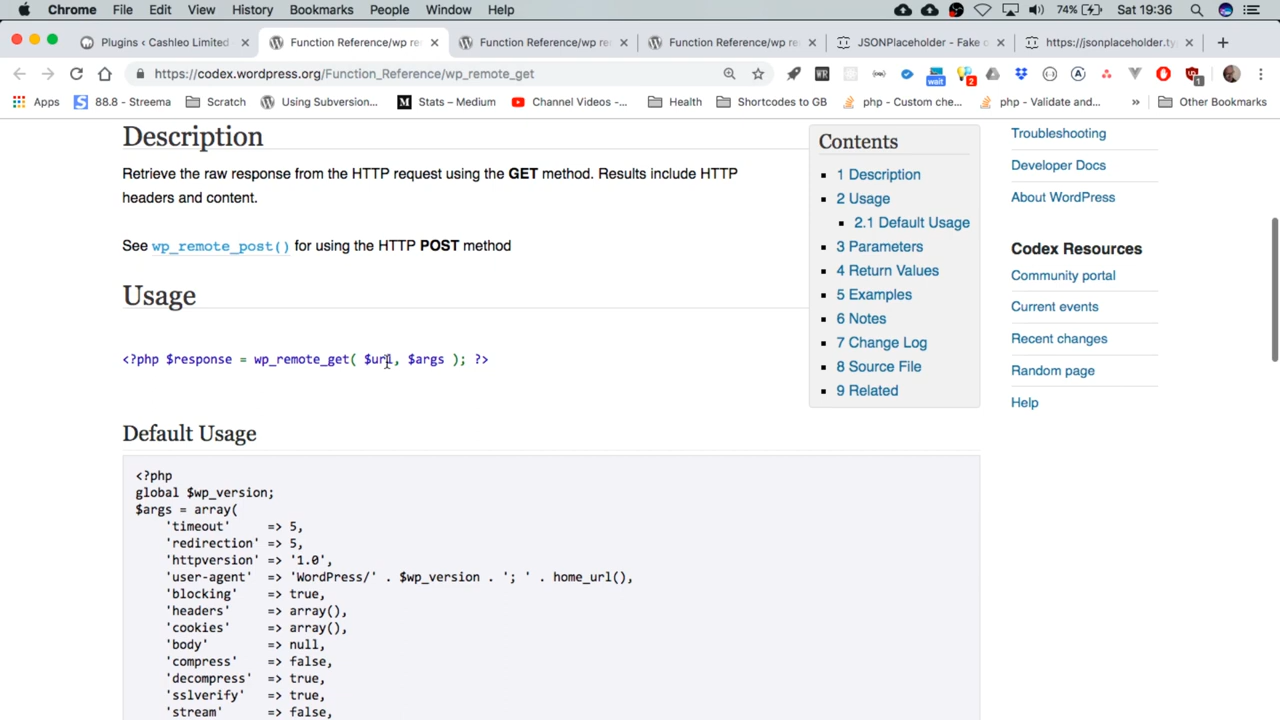 Chrome File Edit View History Bookmarks People Window Help 74% Sat 19:36
Plugins ‹ Cashleo Limited × Function Reference/wp re × Function Reference/wp re × Function Reference/wp rep × JSONPlaceholder - Fake o × https://jsonplaceholder.ty ×
https://codex.wordpress.org/Function_Reference/wp_remote_get
WR wait 2 1
Apps 88.8 - Streema Scratch Using Subversion... Stats – Medium Channel Videos -... Health Shortcodes to GB php - Custom che... php - Validate and... » Other Bookmarks
Description
Retrieve the raw response from the HTTP request using the GET method. Results include HTTP
headers and content.
See wp_remote_post() for using the HTTP POST method
Usage
<?php $response = wp_remote_get( $url, $args ); ?>
Default Usage
<?php
global $wp_version;
$args = array(
'timeout' => 5,
'redirection' => 5,
'httpversion' => '1.0',
'user-agent' => 'WordPress/' . $wp_version . '; ' . home_url(),
'blocking' => true,
'headers' => array(),
'cookies' => array(),
'body' => null,
'compress' => false,
'decompress' => true,
'sslverify' => true,
'stream' => false,
Contents
1 Description
2 Usage
2.1 Default Usage
3 Parameters
4 Return Values
5 Examples
6 Notes
7 Change Log
8 Source File
9 Related
Troubleshooting
Developer Docs
About WordPress
Codex Resources
Community portal
Current events
Recent changes
Random page
Help